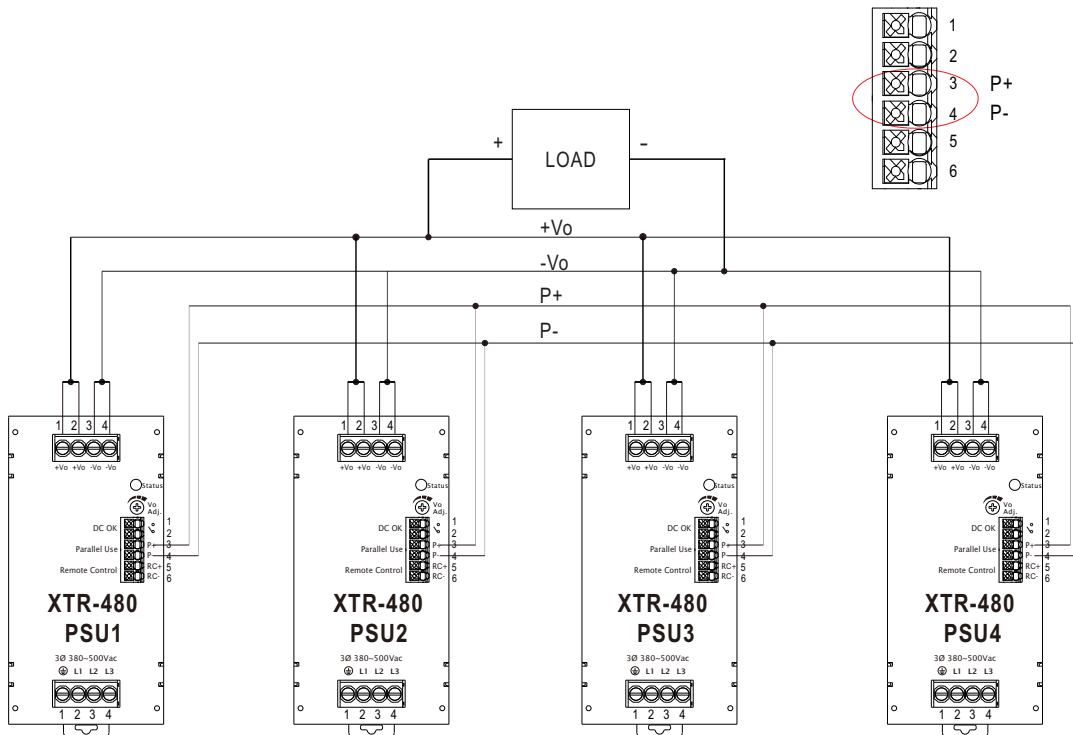 1
2
3 P+
4 P-
5
6
+ LOAD -
+Vo
-Vo
P+
P-
1 2 3 4
+Vo +Vo -Vo -Vo
Status
Vo
Adj.
DC OK
1
2
Parallel Use
P+ 3
P- 4
Remote Control
RC+ 5
RC- 6
XTR-480
PSU1
3Ø 380~500Vac
L1 L2 L3
1 2 3 4
1 2 3 4
+Vo +Vo -Vo -Vo
Status
Vo
Adj.
DC OK
1
2
Parallel Use
P+ 3
P- 4
Remote Control
RC+ 5
RC- 6
XTR-480
PSU2
3Ø 380~500Vac
L1 L2 L3
1 2 3 4
1 2 3 4
+Vo +Vo -Vo -Vo
Status
Vo
Adj.
DC OK
1
2
Parallel Use
P+ 3
P- 4
Remote Control
RC+ 5
RC- 6
XTR-480
PSU3
3Ø 380~500Vac
L1 L2 L3
1 2 3 4
1 2 3 4
+Vo +Vo -Vo -Vo
Status
Vo
Adj.
DC OK
1
2
Parallel Use
P+ 3
P- 4
Remote Control
RC+ 5
RC- 6
XTR-480
PSU4
3Ø 380~500Vac
L1 L2 L3
1 2 3 4